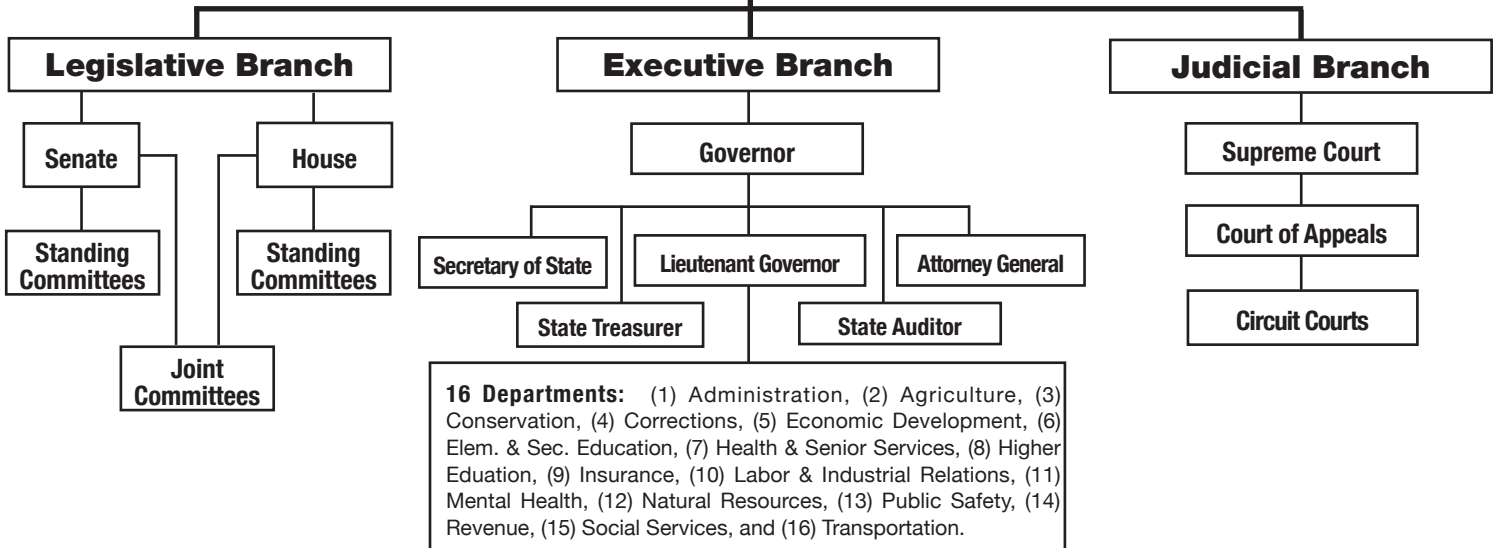 Legislative Branch
Executive Branch
Judicial Branch
Senate
House
Governor
Supreme Court
Standing
Committees
Standing
Committees
Secretary of State
Lieutenant Governor
Attorney General
Court of Appeals
State Treasurer
State Auditor
Circuit Courts
Joint
Committees
16 Departments: (1) Administration, (2) Agriculture, (3)
Conservation, (4) Corrections, (5) Economic Development, (6)
Elem. & Sec. Education, (7) Health & Senior Services, (8) Higher
Eduation, (9) Insurance, (10) Labor & Industrial Relations, (11)
Mental Health, (12) Natural Resources, (13) Public Safety, (14)
Revenue, (15) Social Services, and (16) Transportation.